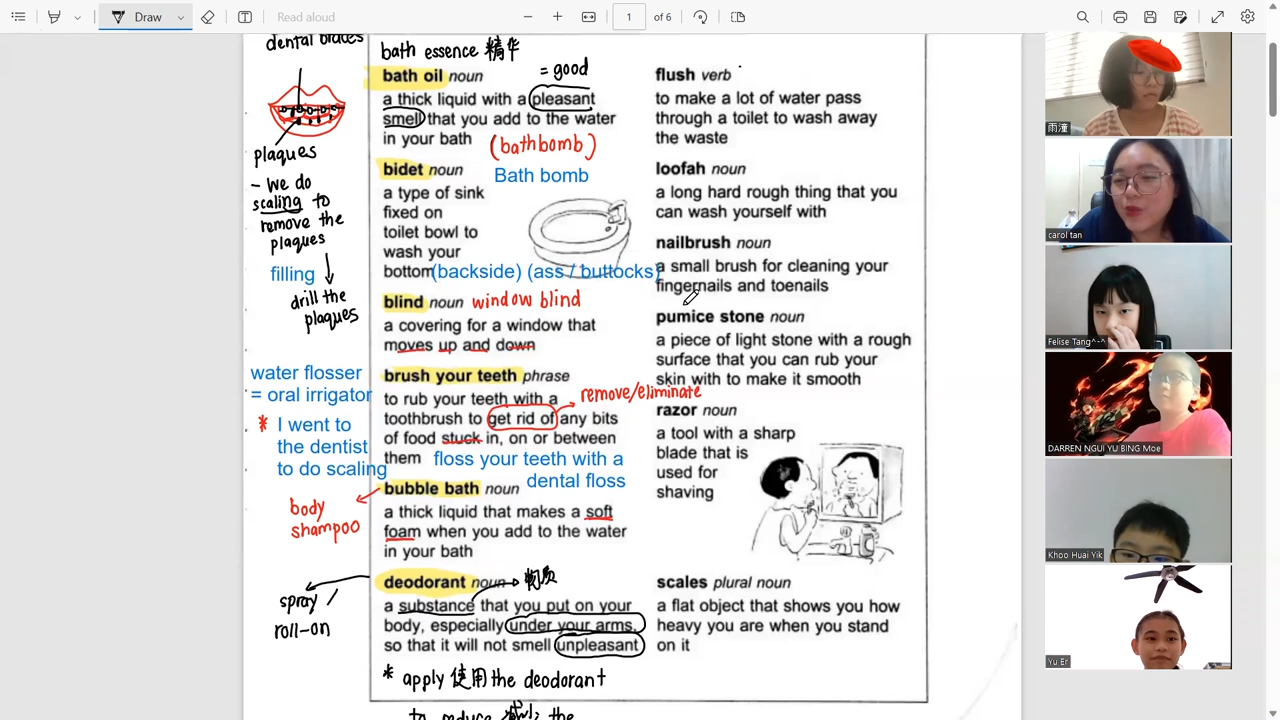 Draw
Read aloud
1
of 6
dental braces
plaques
- We do
scaling to
remove the
plaques
filling
drill the
plaques
water flosser
= oral irrigator
* I went to
the dentist
to do scaling
body
shampoo
spray /
roll-on
bath essence 精华
bath oil noun
= good
a thick liquid with a pleasant
smell that you add to the water
in your bath
(bathbomb)
Bath bomb
bidet noun
a type of sink
fixed on
toilet bowl to
wash your
bottom (backside) (ass / buttocks)
blind noun window blind
a covering for a window that
moves up and down
brush your teeth phrase
to rub your teeth with a
remove/eliminate
toothbrush to get rid of any bits
of food stuck in, on or between
them floss your teeth with a
dental floss
bubble bath noun
a thick liquid that makes a soft
foam when you add to the water
in your bath
deodorant noun 物质
a substance that you put on your
body, especially under your arms,
so that it will not smell unpleasant
* apply 使用 the deodorant
to reduce the
flush verb
to make a lot of water pass
through a toilet to wash away
the waste
loofah noun
a long hard rough thing that you
can wash yourself with
nailbrush noun
a small brush for cleaning your
fingernails and toenails
pumice stone noun
a piece of light stone with a rough
surface that you can rub your
skin with to make it smooth
razor noun
a tool with a sharp
blade that is
used for
shaving
scales plural noun
a flat object that shows you how
heavy you are when you stand
on it
雨潼
carol tan
Felise Tang^-^
DARREN NGUI YU BING Moe
Khoo Huai Yik
Yu Er